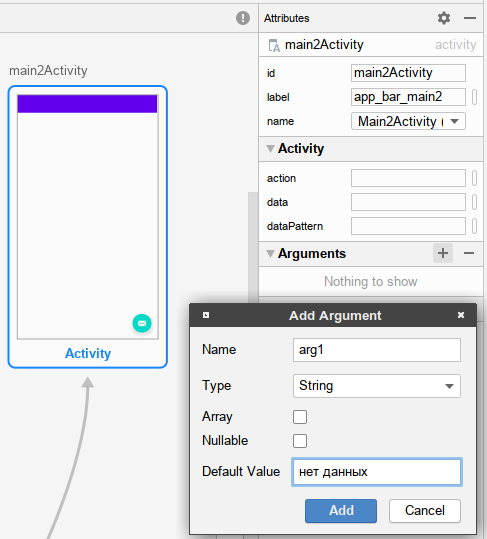 Attributes
main2Activity
activity
main2Activity
id main2Activity
label app_bar_main2
name Main2Activity (
Activity
action
data
dataPattern
Arguments
Nothing to show
Activity
Add Argument
Name arg1
Type String
Array
Nullable
Default Value нет данных
Add Cancel